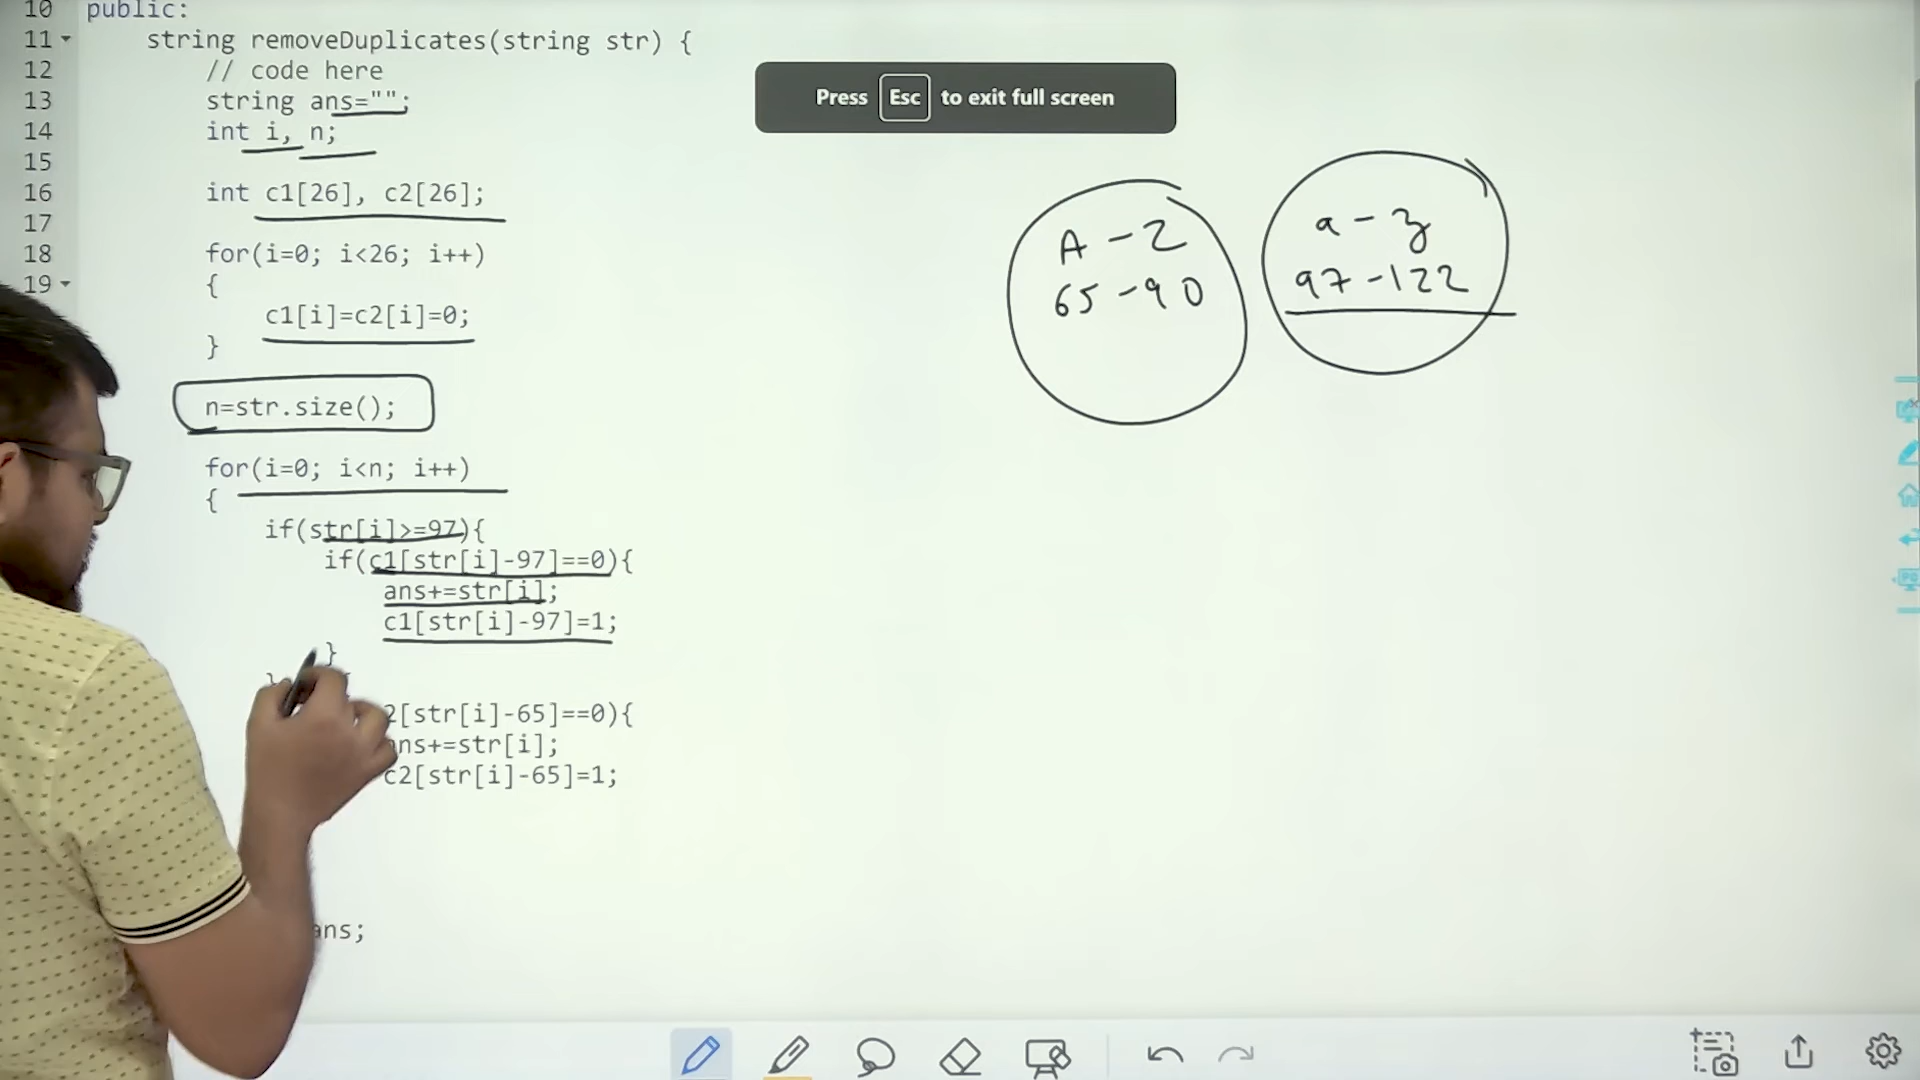 10 public:
11 string removeDuplicates(string str) {
12 // code here
13 string ans="";
14 int i, n;
15
16 int c1[26], c2[26];
17
18 for(i=0; i<26; i++)
19 {
c1[i]=c2[i]=0;
}
n=str.size();
for(i=0; i<n; i++)
{
if(str[i]>=97){
if(c1[str[i]-97]==0){
ans+=str[i];
c1[str[i]-97]=1;
}
}
2[str[i]-65]==0){
ans+=str[i];
c2[str[i]-65]=1;
ans;
Press Esc to exit full screen
A - Z
65 - 90
a - z
97 - 122